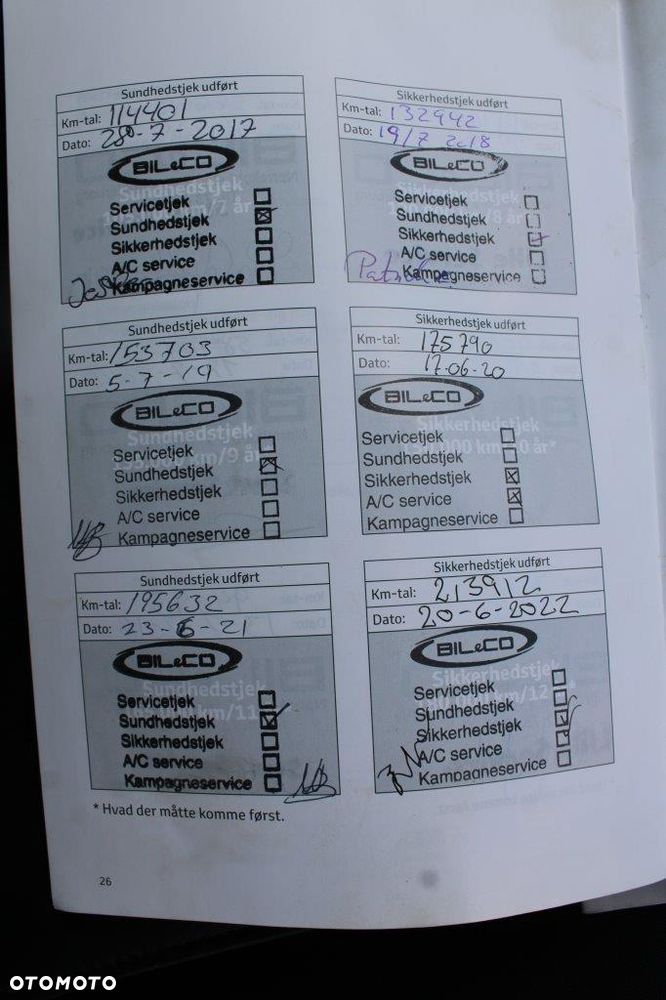 Sundhedstjek udført
Km-tal: 114401
Dato: 28-7-2017
BILeCO
Servicetjek
Sundhedstjek
Sikkerhedstjek
A/C service
Kampagneservice
Sikkerhedstjek udført
Km-tal: 132942
Dato: 19/7 2018
BILeCO
Servicetjek
Sundhedstjek
Sikkerhedstjek
A/C service
Kampagneservice
Sundhedstjek udført
Km-tal: 153703
Dato: 5-7-19
BILeCO
Servicetjek
Sundhedstjek
Sikkerhedstjek
A/C service
Kampagneservice
Sikkerhedstjek udført
Km-tal: 175790
Dato: 17.06.20
BILeCO
Servicetjek
Sundhedstjek
Sikkerhedstjek
A/C service
Kampagneservice
Sundhedstjek udført
Km-tal: 195632
Dato: 23-6-21
BILeCO
Servicetjek
Sundhedstjek
Sikkerhedstjek
A/C service
Kampagneservice
Sikkerhedstjek udført
Km-tal: 213912
Dato: 20-6-2022
BILeCO
Servicetjek
Sundhedstjek
Sikkerhedstjek
A/C service
Kampagneservice
* Hvad der måtte komme først.
26
OTOMOTO